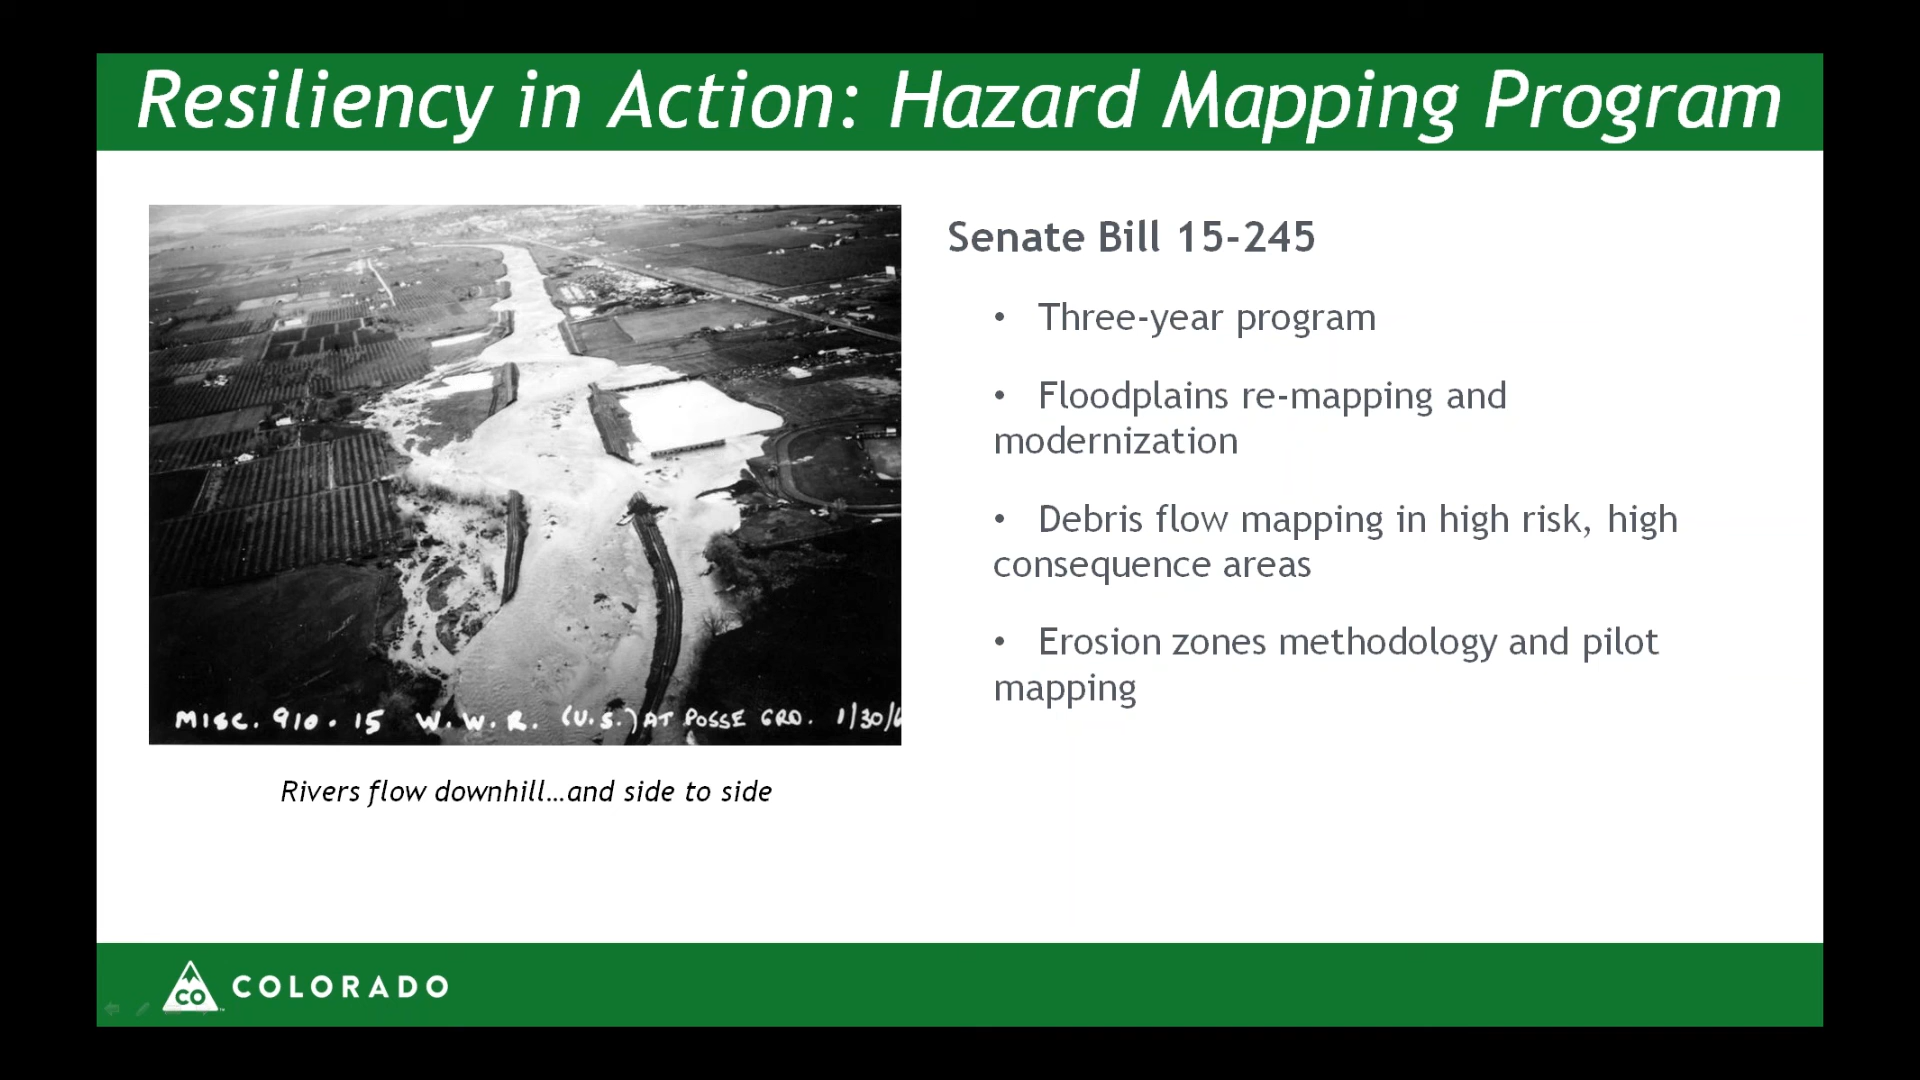 Resiliency in Action: Hazard Mapping Program
MISC. 910-15 W.W.R. (U.S.) AT POSSE GRD. 1/30/
Rivers flow downhill…and side to side
Senate Bill 15-245
• Three-year program
• Floodplains re-mapping and
modernization
• Debris flow mapping in high risk, high
consequence areas
• Erosion zones methodology and pilot
mapping
CO COLORADO